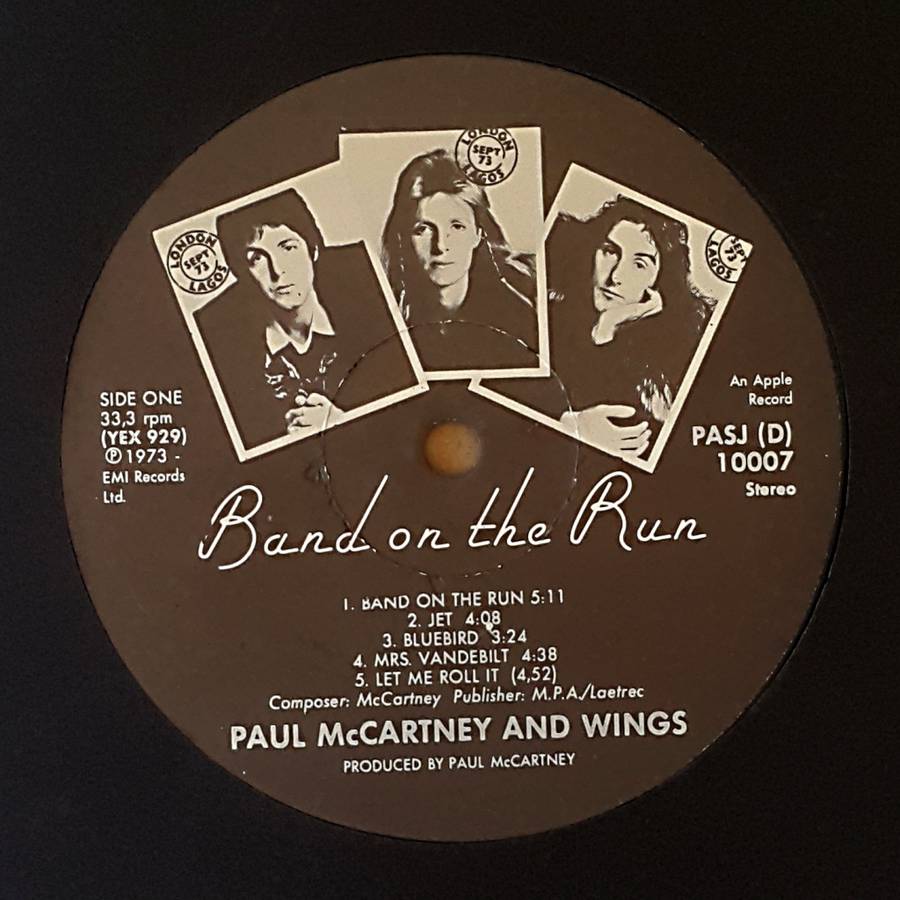 LONDON
SEPT
73
LAGOS
LONDON
SEPT
73
LAGOS
SEPT
73
LAGOS
SIDE ONE
33,3 rpm
(YEX 929)
Ⓟ1973 -
EMI Records
Ltd.
An Apple
Record
PASJ (D)
10007
Stereo
Band on the Run
1. BAND ON THE RUN 5:11
2. JET 4:08
3. BLUEBIRD 3:24
4. MRS. VANDEBILT 4:38
5. LET ME ROLL IT (4,52)
Composer: McCartney Publisher: M.P.A./Laetrec
PAUL McCARTNEY AND WINGS
PRODUCED BY PAUL McCARTNEY